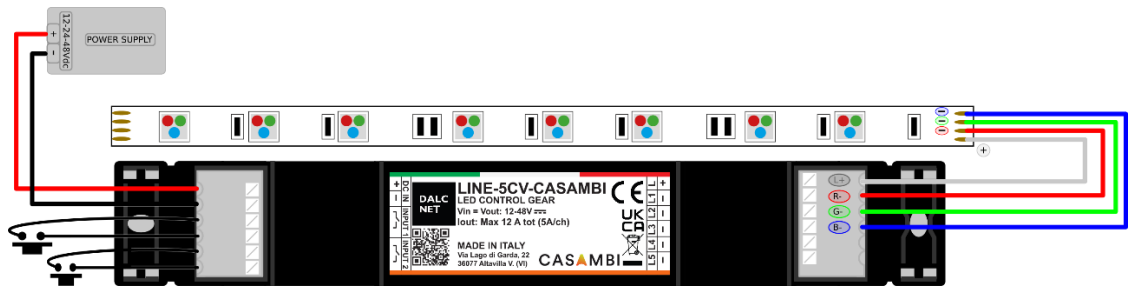 12-24-48Vdc
+
-
POWER SUPPLY
-
-
-
+
+
-
DC IN
INPUT 1
INPUT 2
DALC
NET
LINE-5CV-CASAMBI
LED CONTROL GEAR
Vin = Vout: 12-48V
Iout: Max 12 A tot (5A/ch)
MADE IN ITALY
Via Lago di Garda, 22
36077 Altavilla V. (VI)
CASAMBI
CE
UK
CA
L +
L1 -
L2 -
L3 -
L4 -
L5 -
L+
R-
G-
B-